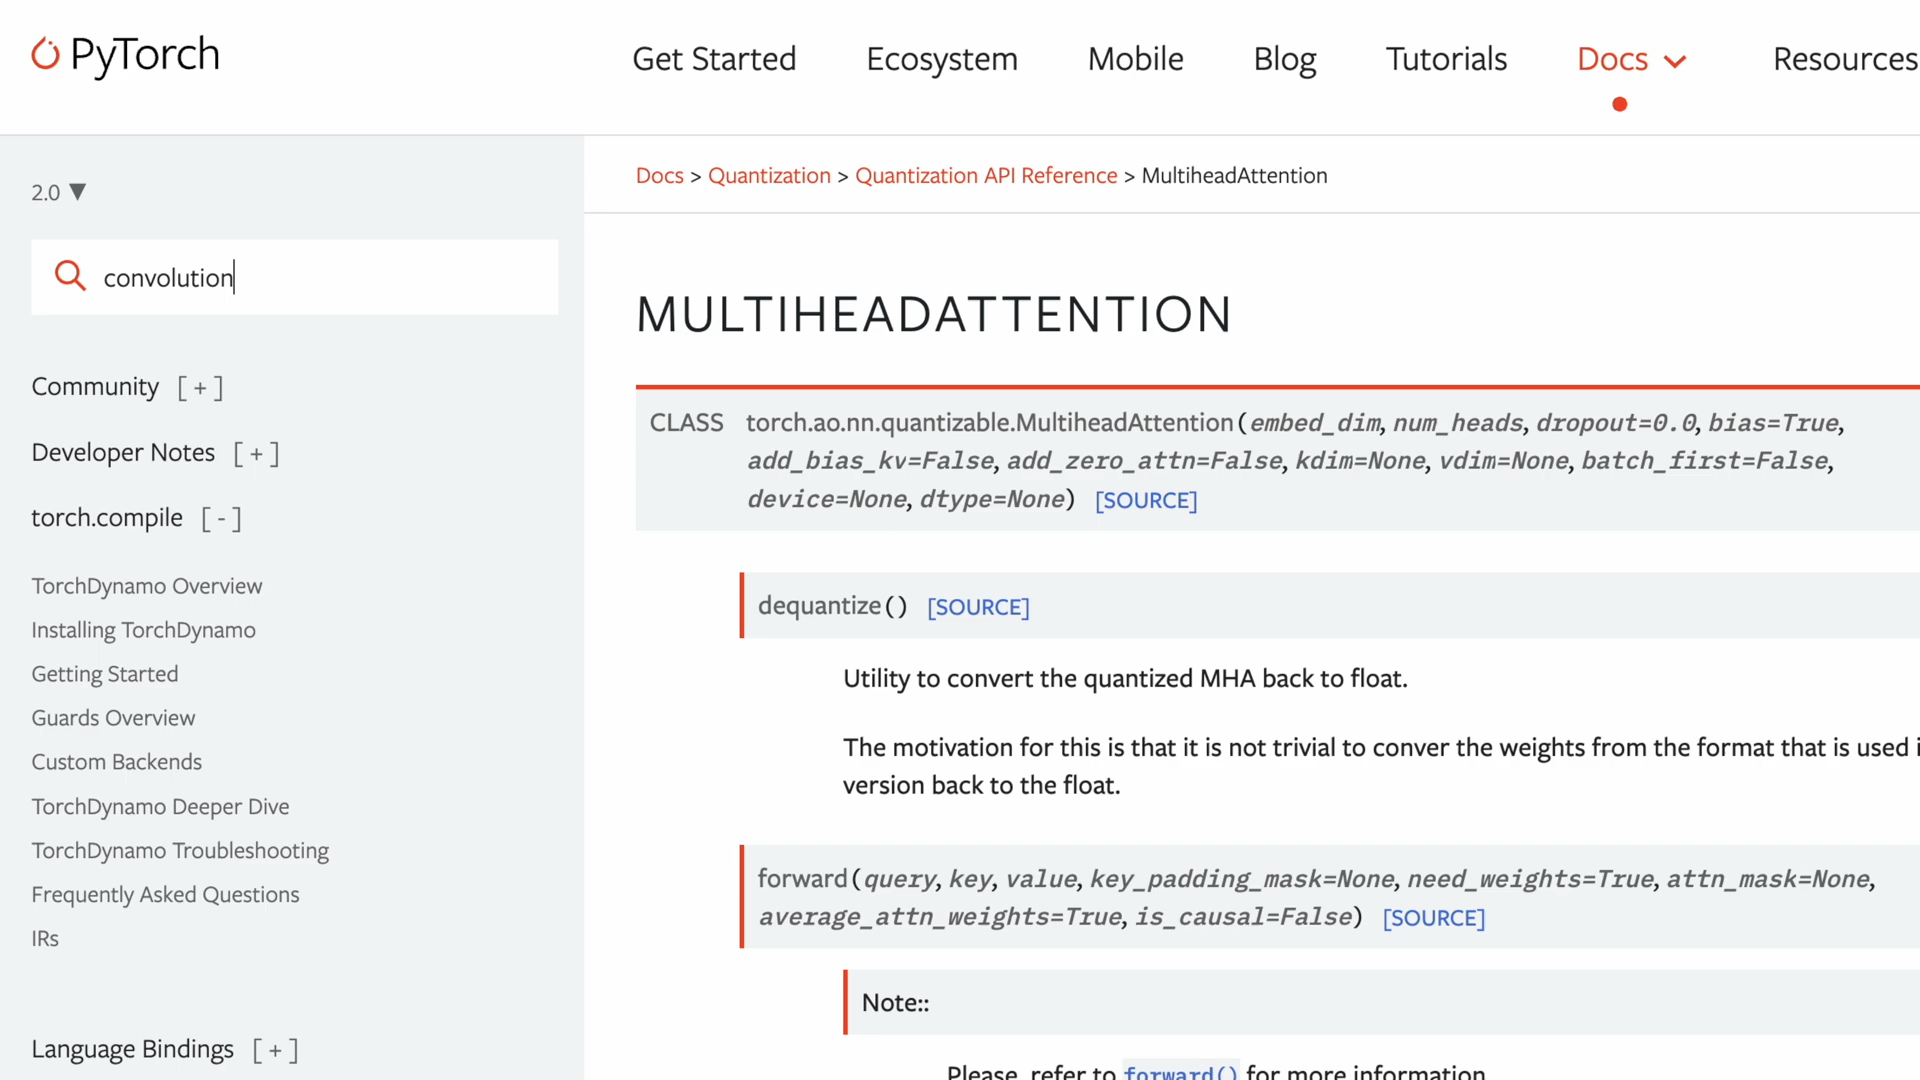 PyTorch
Get Started
Ecosystem
Mobile
Blog
Tutorials
Docs
Resources
2.0 ▼
convolution
Community [ + ]
Developer Notes [ + ]
torch.compile [ - ]
TorchDynamo Overview
Installing TorchDynamo
Getting Started
Guards Overview
Custom Backends
TorchDynamo Deeper Dive
TorchDynamo Troubleshooting
Frequently Asked Questions
IRs
Language Bindings [ + ]
Docs > Quantization > Quantization API Reference > MultiheadAttention
MULTIHEADATTENTION
CLASS torch.ao.nn.quantizable.MultiheadAttention(embed_dim, num_heads, dropout=0.0, bias=True,
add_bias_kv=False, add_zero_attn=False, kdim=None, vdim=None, batch_first=False,
device=None, dtype=None) [SOURCE]
dequantize() [SOURCE]
Utility to convert the quantized MHA back to float.
The motivation for this is that it is not trivial to conver the weights from the format that is used
version back to the float.
forward(query, key, value, key_padding_mask=None, need_weights=True, attn_mask=None,
average_attn_weights=True, is_causal=False) [SOURCE]
Note::
Please, refer to forward() for more information